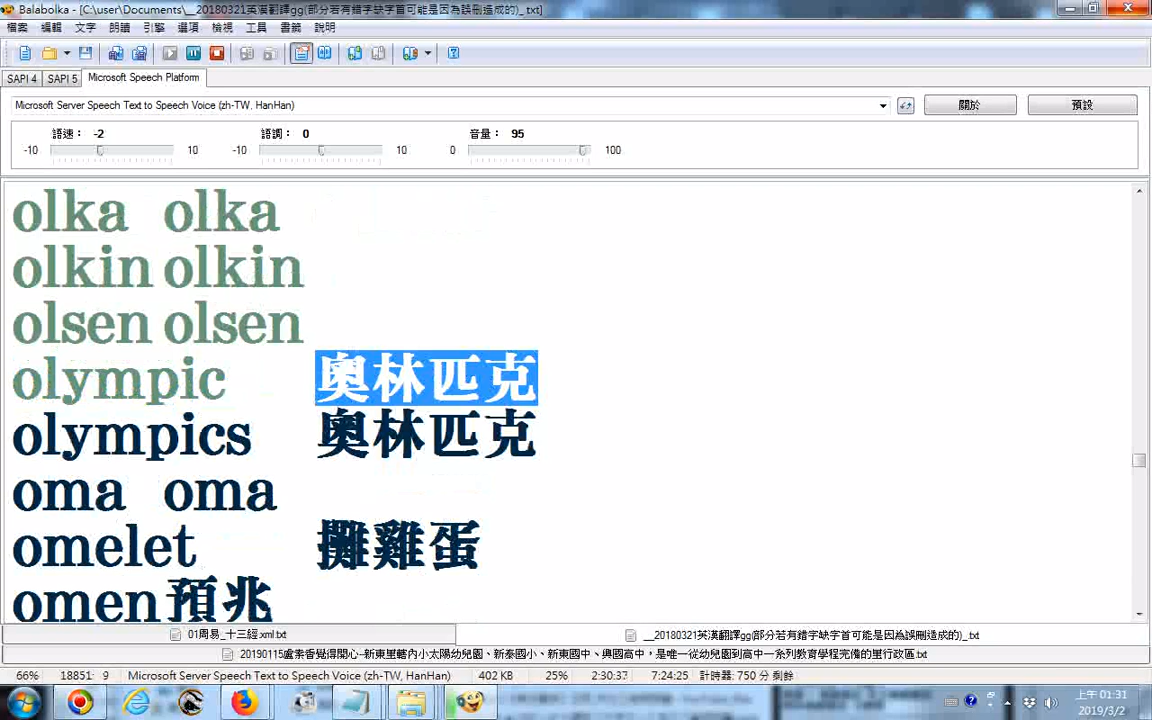 Balabolka - [C:\user\Documents\__20180321英漢翻譯gg(部分若有錯字缺字首可能是因為誤刪造成的)_.txt]
檔案 編輯 文字 朗讀 引擎 選項 檢視 工具 書籤 說明
SAPI 4 SAPI 5 Microsoft Speech Platform
Microsoft Server Speech Text to Speech Voice (zh-TW, HanHan) 關於 預設
語速： -2 語調： 0 音量： 95
-10 10 -10 10 0 100
olka olka
olkin olkin
olsen olsen
olympic 奧林匹克
olympics 奧林匹克
oma oma
omelet 攤雞蛋
omen 預兆
01周易_十三經.xml.txt __20180321英漢翻譯gg(部分若有錯字缺字首可能是因為誤刪造成的)_.txt
20190115盧素香覺得開心-新東里轄內小太陽幼兒園、新泰國小、新東國中、興國高中，是唯一從幼兒園到高中一系列教育學程完備的里行政區.txt
66% 18851: 9 Microsoft Server Speech Text to Speech Voice (zh-TW, HanHan) 402 KB 25% 2:30:37 7:24:25 計時器: 750 分 剩餘
上午 01:31
2019/3/2